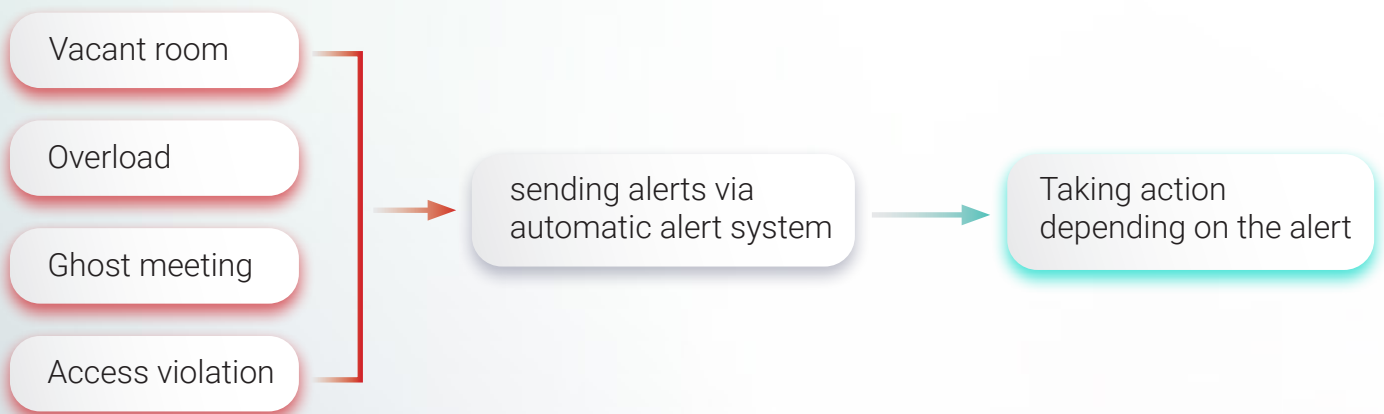 Vacant room
Overload
Ghost meeting
Access violation
sending alerts via
automatic alert system
Taking action
depending on the alert